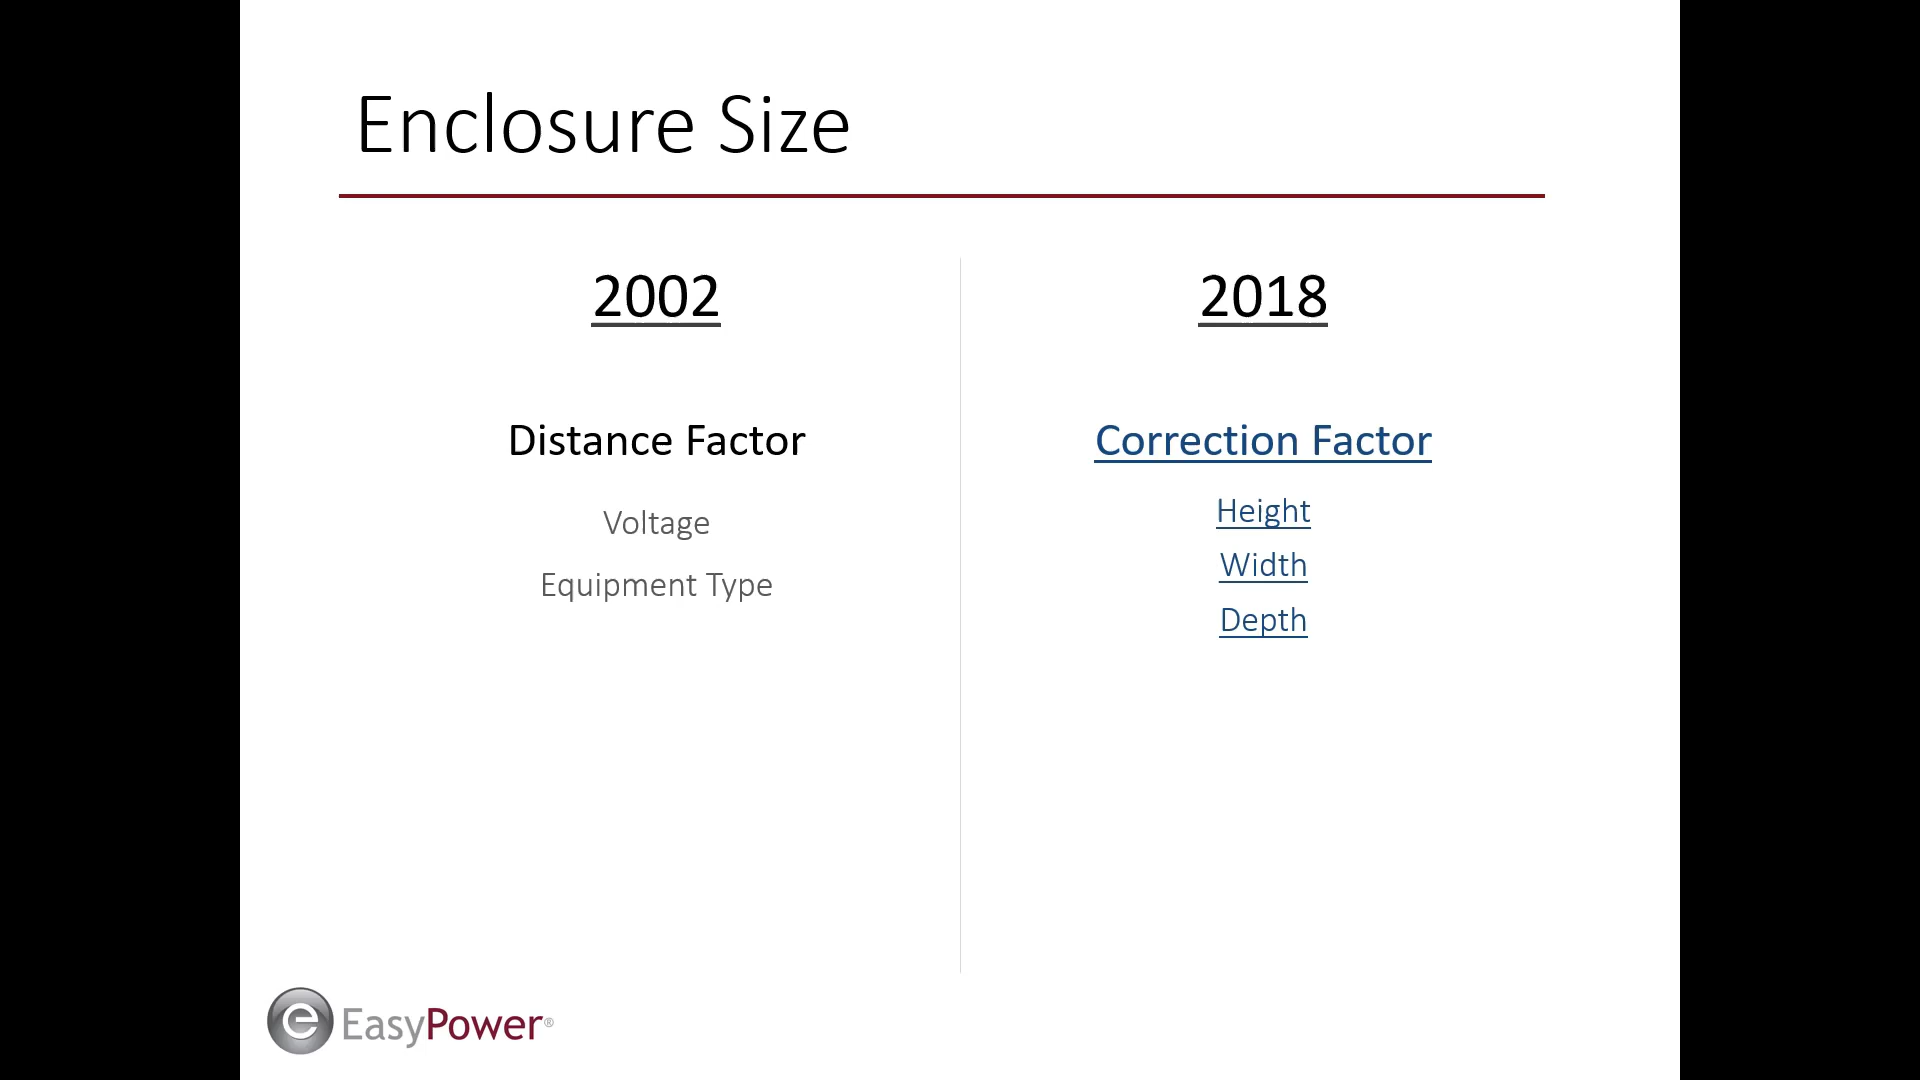 Enclosure Size
2002
Distance Factor
Voltage
Equipment Type
2018
Correction Factor
Height
Width
Depth
EasyPower®